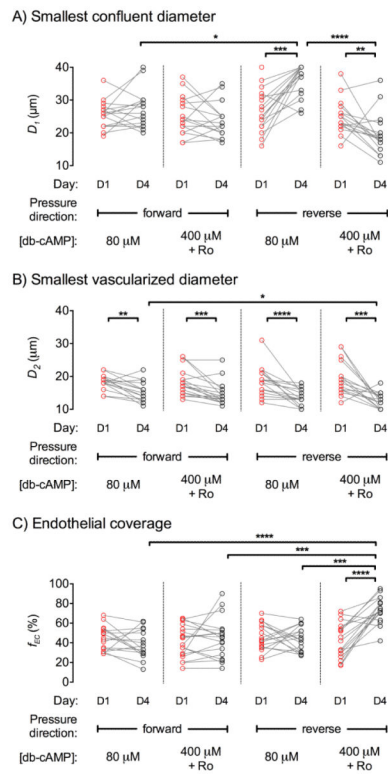 A) Smallest confluent diameter
*
****
***
**
40
30
20
10
D₁ (μm)
Day: D1 D4 D1 D4 D1 D4 D1 D4
Pressure direction: forward reverse
[db-cAMP]: 80 μM 400 μM + Ro 80 μM 400 μM + Ro
B) Smallest vascularized diameter
*
** *** **** ***
40
30
20
10
D₂ (μm)
Day: D1 D4 D1 D4 D1 D4 D1 D4
Pressure direction: forward reverse
[db-cAMP]: 80 μM 400 μM + Ro 80 μM 400 μM + Ro
C) Endothelial coverage
****
***
***
****
100
80
60
40
20
0
fEC (%)
Day: D1 D4 D1 D4 D1 D4 D1 D4
Pressure direction: forward reverse
[db-cAMP]: 80 μM 400 μM + Ro 80 μM 400 μM + Ro